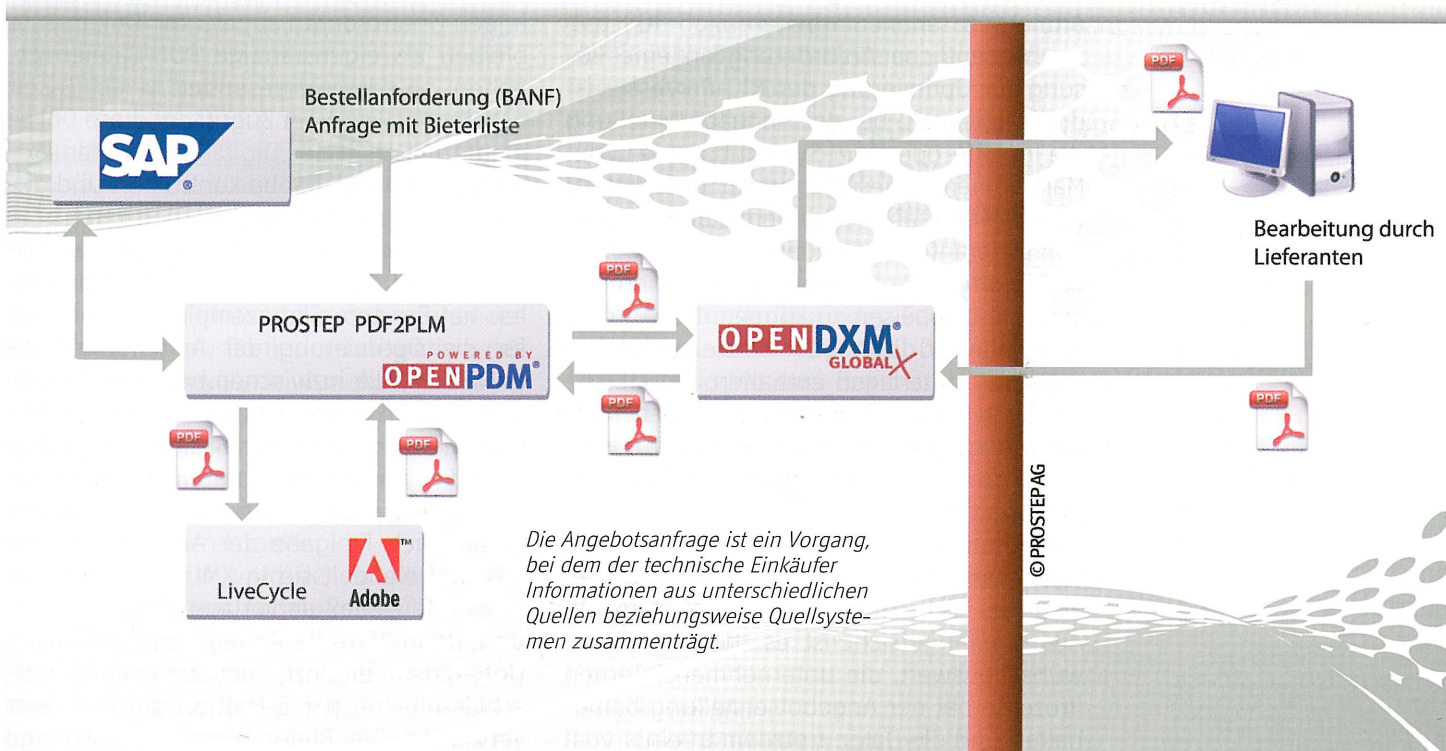 Bestellanforderung (BANF)
Anfrage mit Bieterliste
SAP®
PDF
Bearbeitung durch
Lieferanten
PDF
PROSTEP PDF2PLM
POWERED BY
OPENPDM®
OPENDXM®
GLOBAL X
PDF
PDF
PDF
PDF
LiveCycle
Adobe™
Die Angebotsanfrage ist ein Vorgang,
bei dem der technische Einkäufer
Informationen aus unterschiedlichen
Quellen beziehungsweise Quellsyste-
men zusammenträgt.
© PROSTEP AG